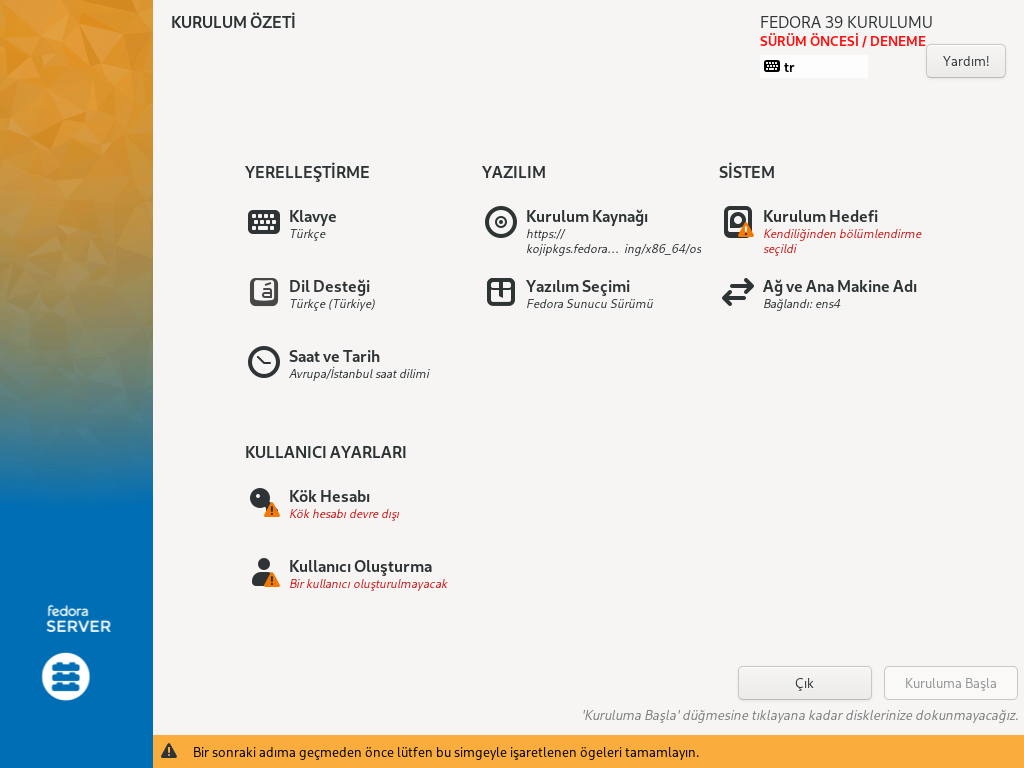 KURULUM ÖZETİ
FEDORA 39 KURULUMU
SÜRÜM ÖNCESİ / DENEME
tr
Yardım!
YERELLEŞTİRME
YAZILIM
SİSTEM
Klavye
Türkçe
Kurulum Kaynağı
https://
kojipkgs.fedora… ing/x86_64/os
Kurulum Hedefi
Kendiliğinden bölümlendirme
seçildi
Dil Desteği
Türkçe (Türkiye)
Yazılım Seçimi
Fedora Sunucu Sürümü
Ağ ve Ana Makine Adı
Bağlandı: ens4
Saat ve Tarih
Avrupa/İstanbul saat dilimi
KULLANICI AYARLARI
Kök Hesabı
Kök hesabı devre dışı
Kullanıcı Oluşturma
Bir kullanıcı oluşturulmayacak
fedora
SERVER
Çık
Kuruluma Başla
'Kuruluma Başla' düğmesine tıklayana kadar disklerinize dokunmayacağız.
Bir sonraki adıma geçmeden önce lütfen bu simgeyle işaretlenen ögeleri tamamlayın.